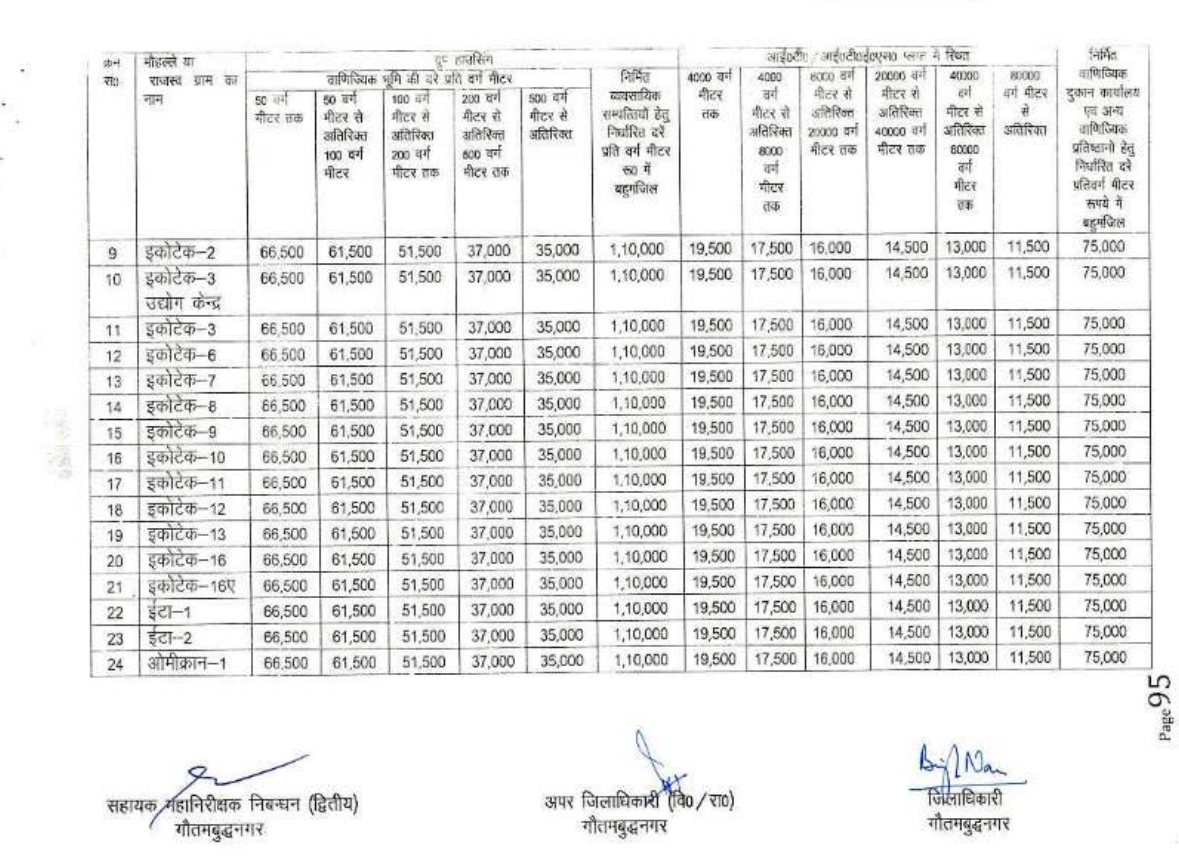 क्रम सं० | मोहल्ले या राजस्व ग्राम का नाम | ग्रुप हाउसिंग | आई०टी० / आई०टी०ई०एस० प्लान में स्थित | निर्मित वाणिज्यिक दुकान कार्यालय एवं अन्य वाणिज्यिक प्रतिष्ठानो हेतु निर्धारित दरें प्रतिवर्ग मीटर रूपये में बहुमंजिल
वाणिज्यिक भूमि की दरे प्रति वर्ग मीटर | निर्मित व्यवसायिक सम्पत्तियों हेतु निर्धारित दरें प्रति वर्ग मीटर रू0 में बहुमंजिल
50 वर्ग मीटर तक | 50 वर्ग मीटर से अतिरिक्त 100 वर्ग मीटर | 100 वर्ग मीटर से अतिरिक्त 200 वर्ग मीटर तक | 200 वर्ग मीटर से अतिरिक्त 500 वर्ग मीटर तक | 500 वर्ग मीटर से अतिरिक्त | 4000 वर्ग मीटर तक | 4000 वर्ग मीटर से अतिरिक्त 8000 वर्ग मीटर तक | 8000 वर्ग मीटर से अतिरिक्त 20000 वर्ग मीटर तक | 20000 वर्ग मीटर से अतिरिक्त 40000 वर्ग मीटर तक | 40000 वर्ग मीटर से अतिरिक्त 80000 वर्ग मीटर तक | 80000 वर्ग मीटर से अतिरिक्त
9 इकोटेक–2 66,500 61,500 51,500 37,000 35,000 1,10,000 19,500 17,500 16,000 14,500 13,000 11,500 75,000
10 इकोटेक–3 66,500 61,500 51,500 37,000 35,000 1,10,000 19,500 17,500 16,000 14,500 13,000 11,500 75,000
उद्योग केन्द्र
11 इकोटेक–3 66,500 61,500 51,500 37,000 35,000 1,10,000 19,500 17,500 16,000 14,500 13,000 11,500 75,000
12 इकोटेक–6 66,500 61,500 51,500 37,000 35,000 1,10,000 19,500 17,500 16,000 14,500 13,000 11,500 75,000
13 इकोटेक–7 66,500 61,500 51,500 37,000 35,000 1,10,000 19,500 17,500 16,000 14,500 13,000 11,500 75,000
14 इकोटेक–8 66,500 61,500 51,500 37,000 35,000 1,10,000 19,500 17,500 16,000 14,500 13,000 11,500 75,000
15 इकोटेक–9 66,500 61,500 51,500 37,000 35,000 1,10,000 19,500 17,500 16,000 14,500 13,000 11,500 75,000
16 इकोटेक–10 66,500 61,500 51,500 37,000 35,000 1,10,000 19,500 17,500 16,000 14,500 13,000 11,500 75,000
17 इकोटेक–11 66,500 61,500 51,500 37,000 35,000 1,10,000 19,500 17,500 16,000 14,500 13,000 11,500 75,000
18 इकोटेक–12 66,500 61,500 51,500 37,000 35,000 1,10,000 19,500 17,500 16,000 14,500 13,000 11,500 75,000
19 इकोटेक–13 66,500 61,500 51,500 37,000 35,000 1,10,000 19,500 17,500 16,000 14,500 13,000 11,500 75,000
20 इकोटेक–16 66,500 61,500 51,500 37,000 35,000 1,10,000 19,500 17,500 16,000 14,500 13,000 11,500 75,000
21 इकोटेक–16ए 66,500 61,500 51,500 37,000 35,000 1,10,000 19,500 17,500 16,000 14,500 13,000 11,500 75,000
22 ईटा–1 66,500 61,500 51,500 37,000 35,000 1,10,000 19,500 17,500 16,000 14,500 13,000 11,500 75,000
23 ईटा–2 66,500 61,500 51,500 37,000 35,000 1,10,000 19,500 17,500 16,000 14,500 13,000 11,500 75,000
24 ओमीक्रान–1 66,500 61,500 51,500 37,000 35,000 1,10,000 19,500 17,500 16,000 14,500 13,000 11,500 75,000
Page 95
सहायक महानिरीक्षक निबन्धन (द्वितीय)
गौतमबुद्धनगर
अपर जिलाधिकारी (वि0/रा0)
गौतमबुद्धनगर
जिलाधिकारी
गौतमबुद्धनगर